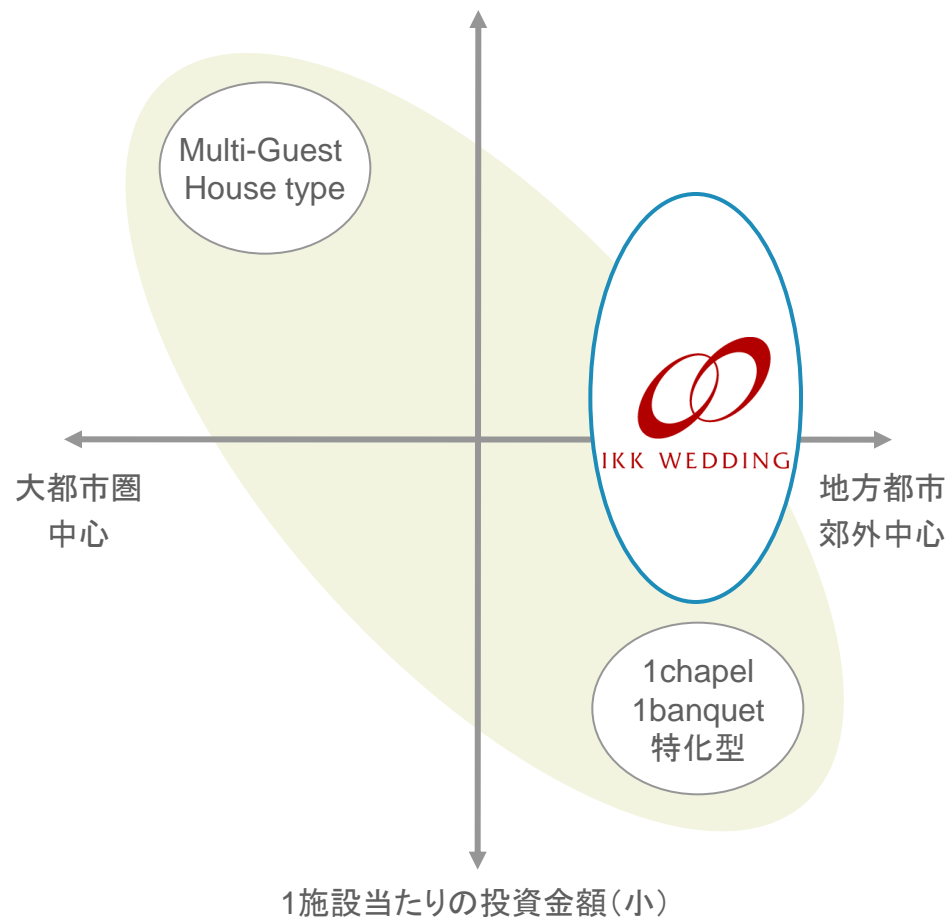 Multi-Guest
House type
IKK WEDDING
大都市圏
中心
地方都市
郊外中心
1chapel
1banquet
特化型
1施設当たりの投資金額（小）